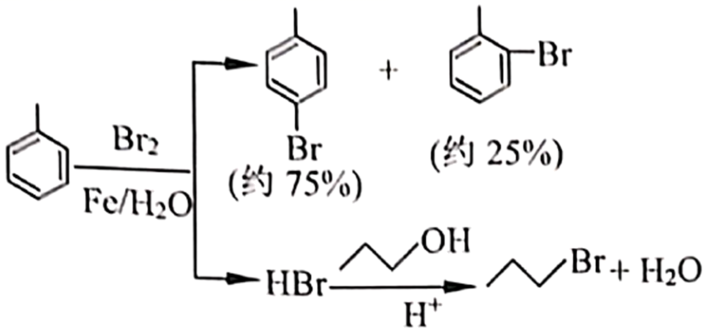 Br₂
Fe/H₂O
+
Br
(约 75%)
Br
(约 25%)
HBr
OH
H⁺
Br + H₂O